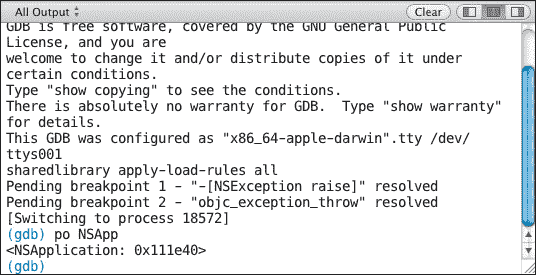 All Output
Clear
GDB is free software, covered by the GNU General Public
License, and you are
welcome to change it and/or distribute copies of it under
certain conditions.
Type "show copying" to see the conditions.
There is absolutely no warranty for GDB.  Type "show warranty"
for details.
This GDB was configured as "x86_64-apple-darwin".tty /dev/
ttys001
sharedlibrary apply-load-rules all
Pending breakpoint 1 - "-[NSException raise]" resolved
Pending breakpoint 2 - "objc_exception_throw" resolved
[Switching to process 18572]
(gdb) po NSApp
<NSApplication: 0x111e40>
(gdb)